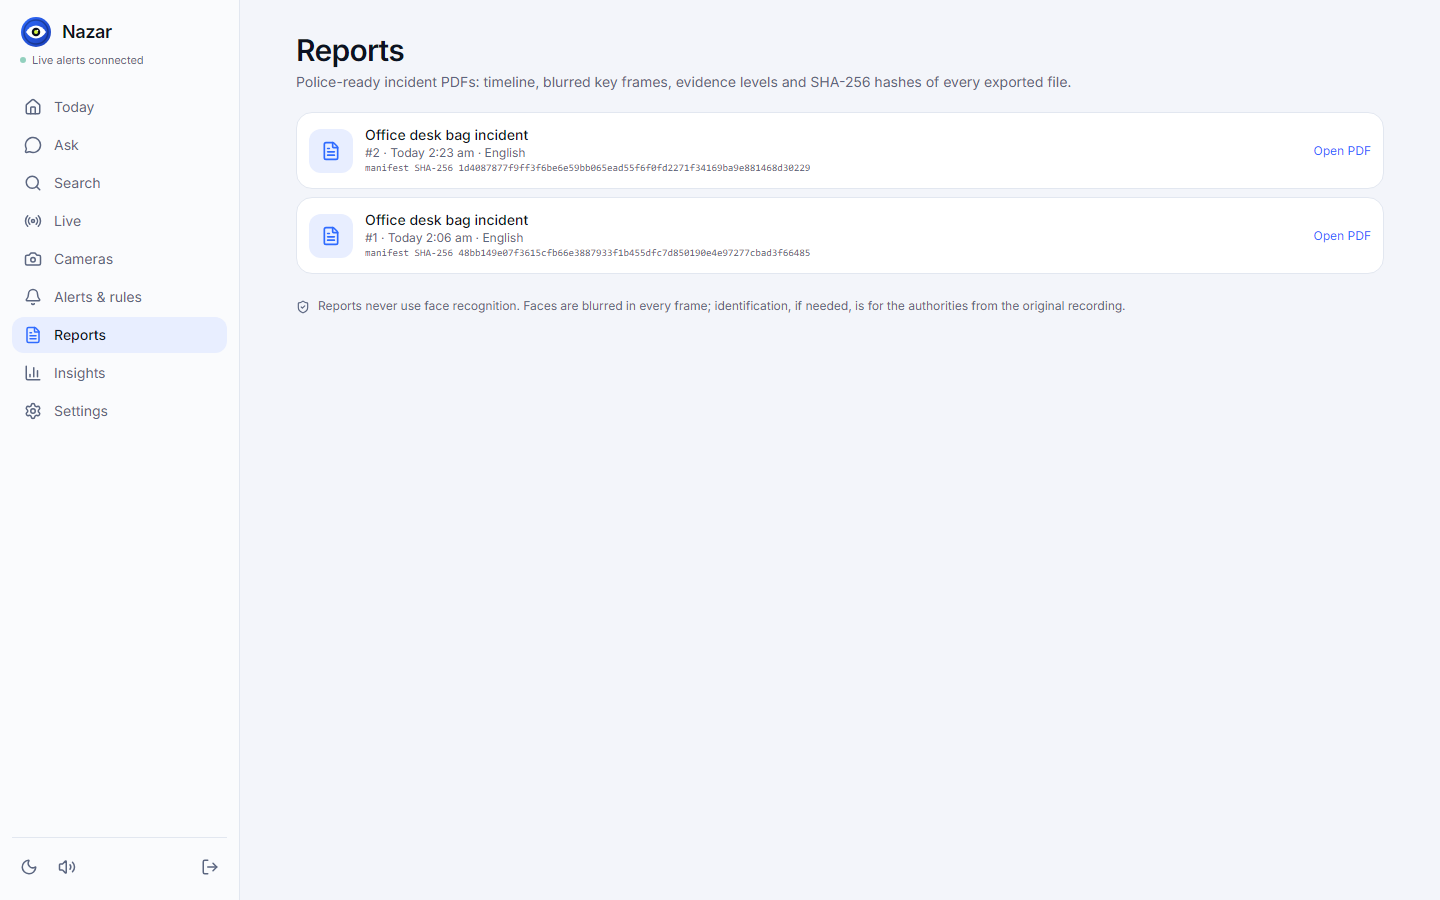 Nazar
Live alerts connected
Today
Ask
Search
Live
Cameras
Alerts & rules
Reports
Insights
Settings
Reports
Police-ready incident PDFs: timeline, blurred key frames, evidence levels and SHA-256 hashes of every exported file.
Office desk bag incident
#2 · Today 2:23 am · English
manifest SHA-256 1d4087877f9ff3f6be6e59bb065ead55f6f0fd2271f34169ba9e881468d30229
Open PDF
Office desk bag incident
#1 · Today 2:06 am · English
manifest SHA-256 48bb149e07f3615cfb66e3887933f1b455dfc7d850190e4e97277cbad3f66485
Open PDF
Reports never use face recognition. Faces are blurred in every frame; identification, if needed, is for the authorities from the original recording.